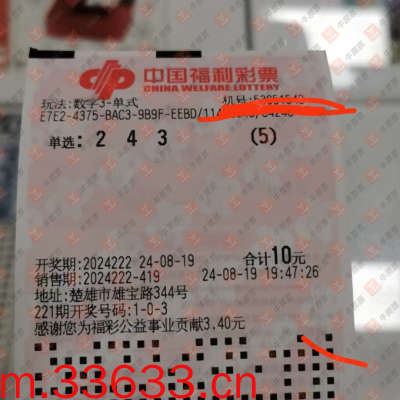 中国福利彩票
CHINA WELFARE LOTTERY
玩法:数字3-单式
E7E2-4375-BAC3-9B9F-EEBD/
单选: 2 4 3 (5)
开奖期:2024222 24-08-19 合计10元
销售期:2024222-419 24-08-19 19:47:26
地址:楚雄市雄宝路344号
221期开奖号码:1-0-3
感谢您为福彩公益事业贡献3.40元
m.33633.cn